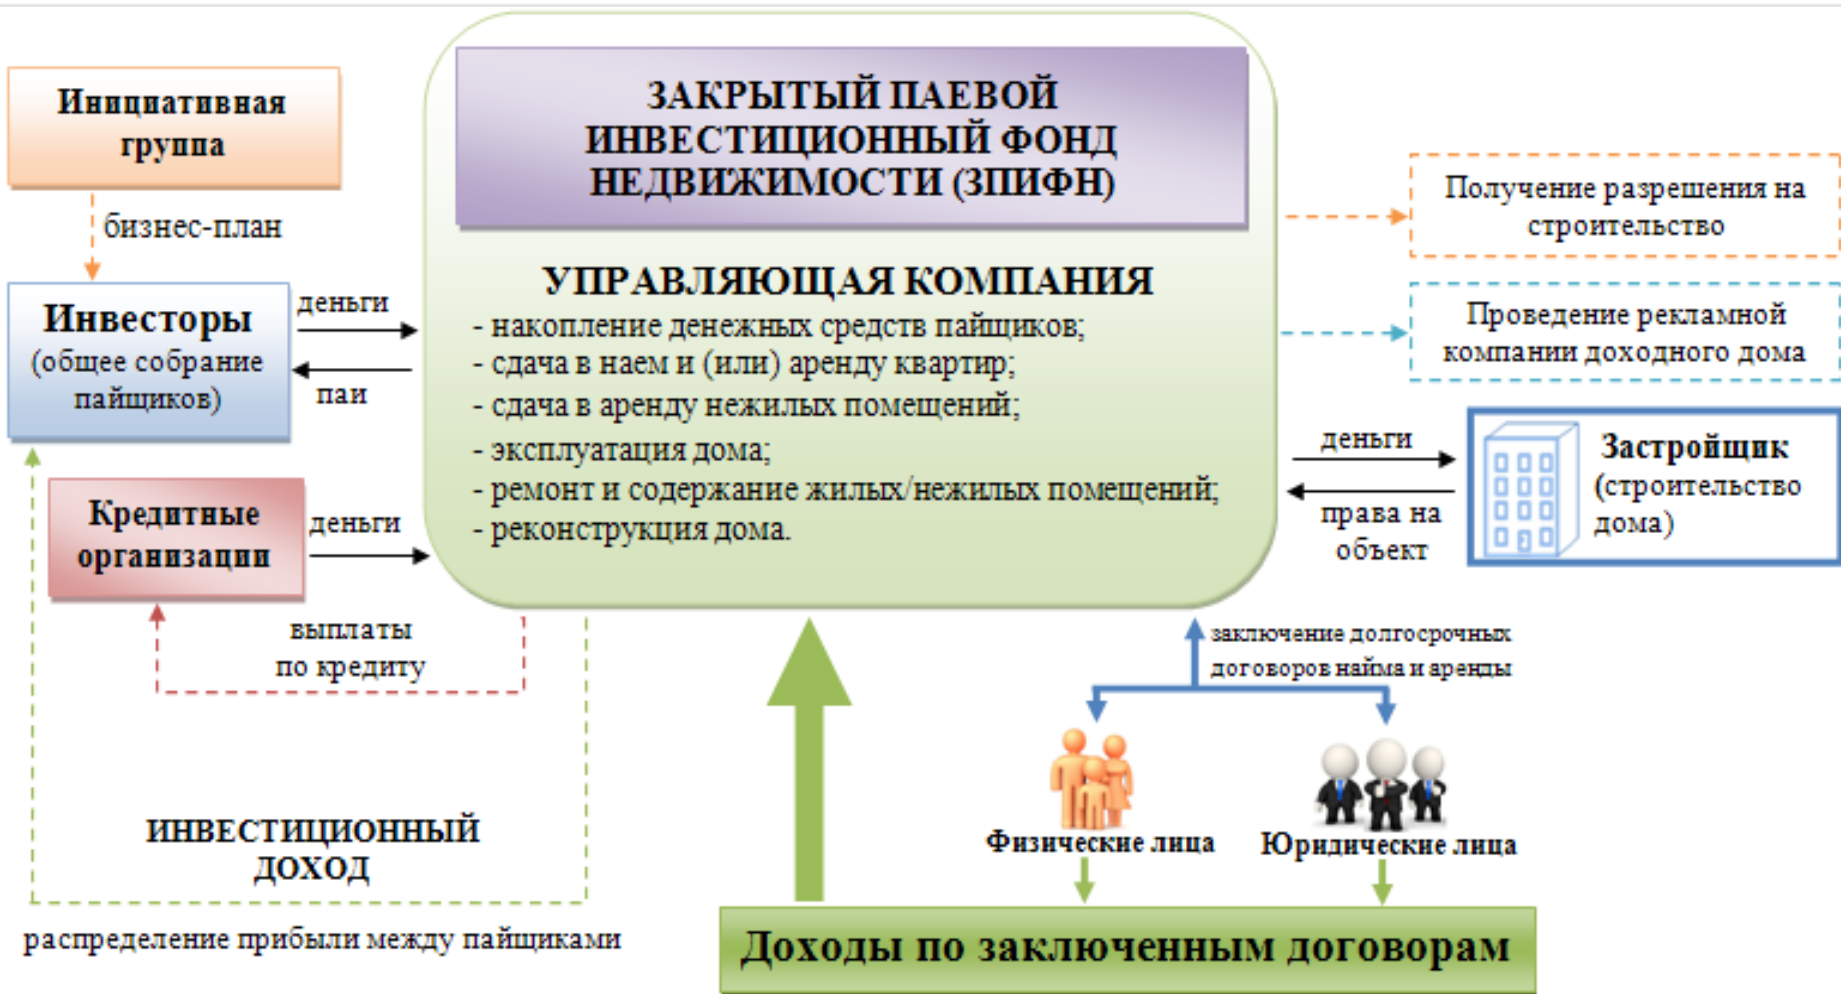 Инициативная
группа
бизнес-план
Инвесторы
(общее собрание
пайщиков)
деньги
паи
Кредитные
организации
деньги
выплаты
по кредиту
ИНВЕСТИЦИОННЫЙ
ДОХОД
распределение прибыли между пайщиками
ЗАКРЫТЫЙ ПАЕВОЙ
ИНВЕСТИЦИОННЫЙ ФОНД
НЕДВИЖИМОСТИ (ЗПИФН)
УПРАВЛЯЮЩАЯ КОМПАНИЯ
- накопление денежных средств пайщиков;
- сдача в наем и (или) аренду квартир;
- сдача в аренду нежилых помещений;
- эксплуатация дома;
- ремонт и содержание жилых/нежилых помещений;
- реконструкция дома.
Получение разрешения на
строительство
Проведение рекламной
компании доходного дома
деньги
права на
объект
Застройщик
(строительство
дома)
заключение долгосрочных
договоров найма и аренды
Физические лица
Юридические лица
Доходы по заключенным договорам